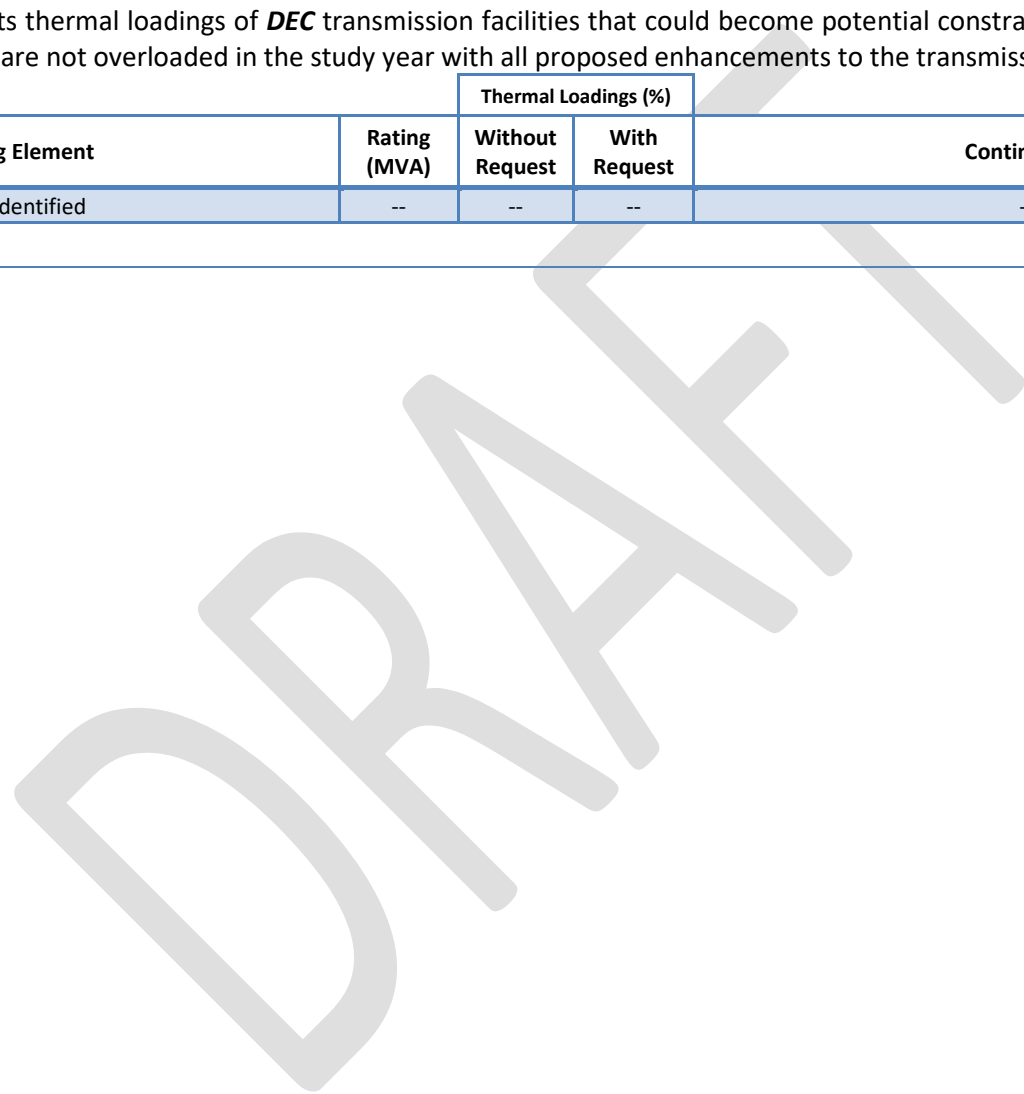 ts thermal loadings of DEC transmission facilities that could become potential constra
are not overloaded in the study year with all proposed enhancements to the transmiss
Thermal Loadings (%)
g Element Rating (MVA) Without Request With Request Contin
dentified -- -- -- -
DRAFT